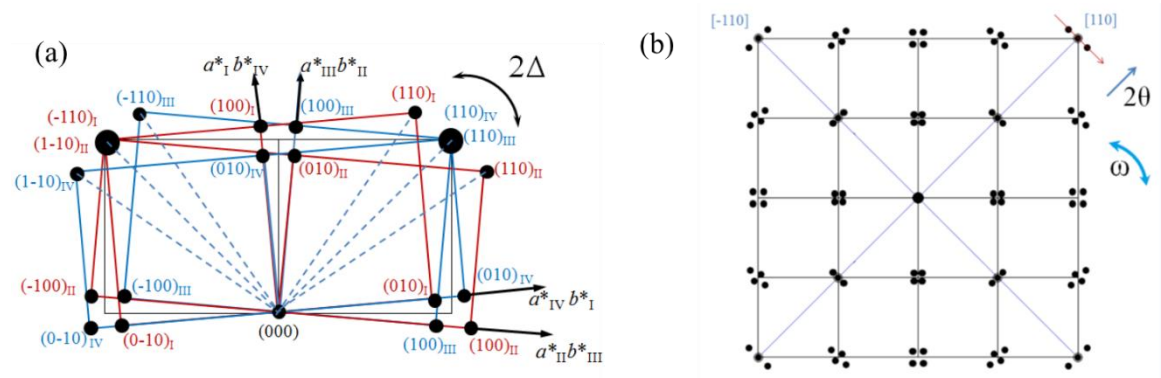 (a)
(b)
[-110]
[110]
2θ
ω
2Δ
a*I b*IV
a*III b*II
(-110)III
(100)I
(100)III
(110)I
(-110)I
(110)IV
(1-10)II
(110)III
(1-10)IV
(010)IV
(010)II
(110)II
(-100)II
(-100)III
(010)I
(010)IV
a*IV b*I
(0-10)IV
(0-10)I
(000)
(100)III
(100)II
a*II b*III